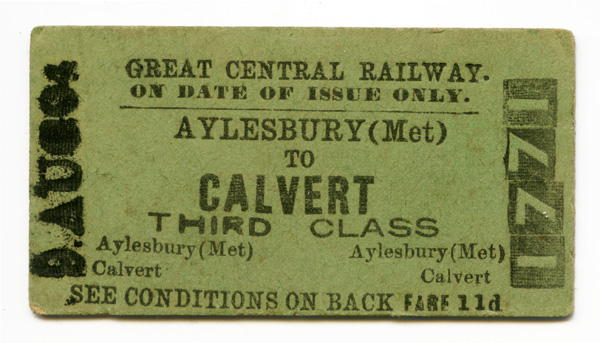 GREAT CENTRAL RAILWAY.
ON DATE OF ISSUE ONLY.
AYLESBURY (Met)
TO
CALVERT
THIRD CLASS
Aylesbury (Met) Aylesbury (Met)
Calvert Calvert
SEE CONDITIONS ON BACK FARE 11d
1771